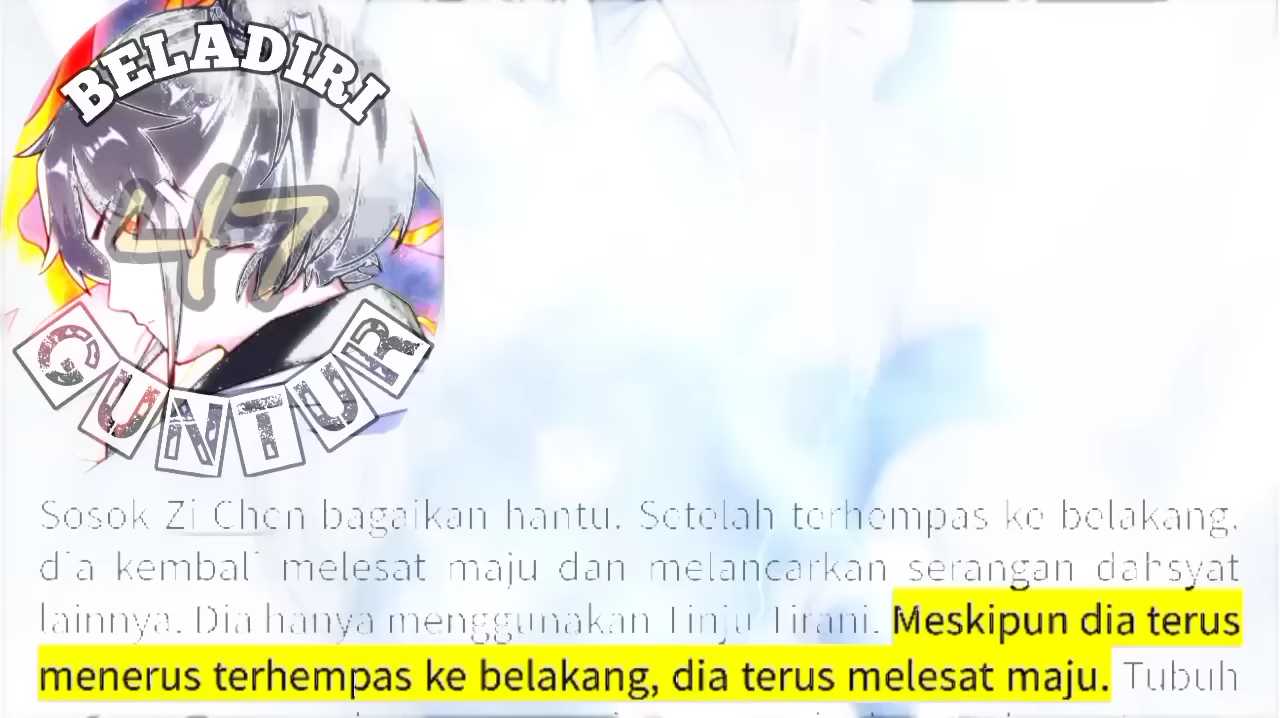 BELADIRI
47
GUNTUR
Sosok Zi Chen bagaikan hantu. Setelah terhempas ke belakang,
dia kembali melesat maju dan melancarkan serangan dahsyat
lainnya. Dia hanya menggunakan Tinju Tirani. Meskipun dia terus
menerus terhempas ke belakang, dia terus melesat maju. Tubuh